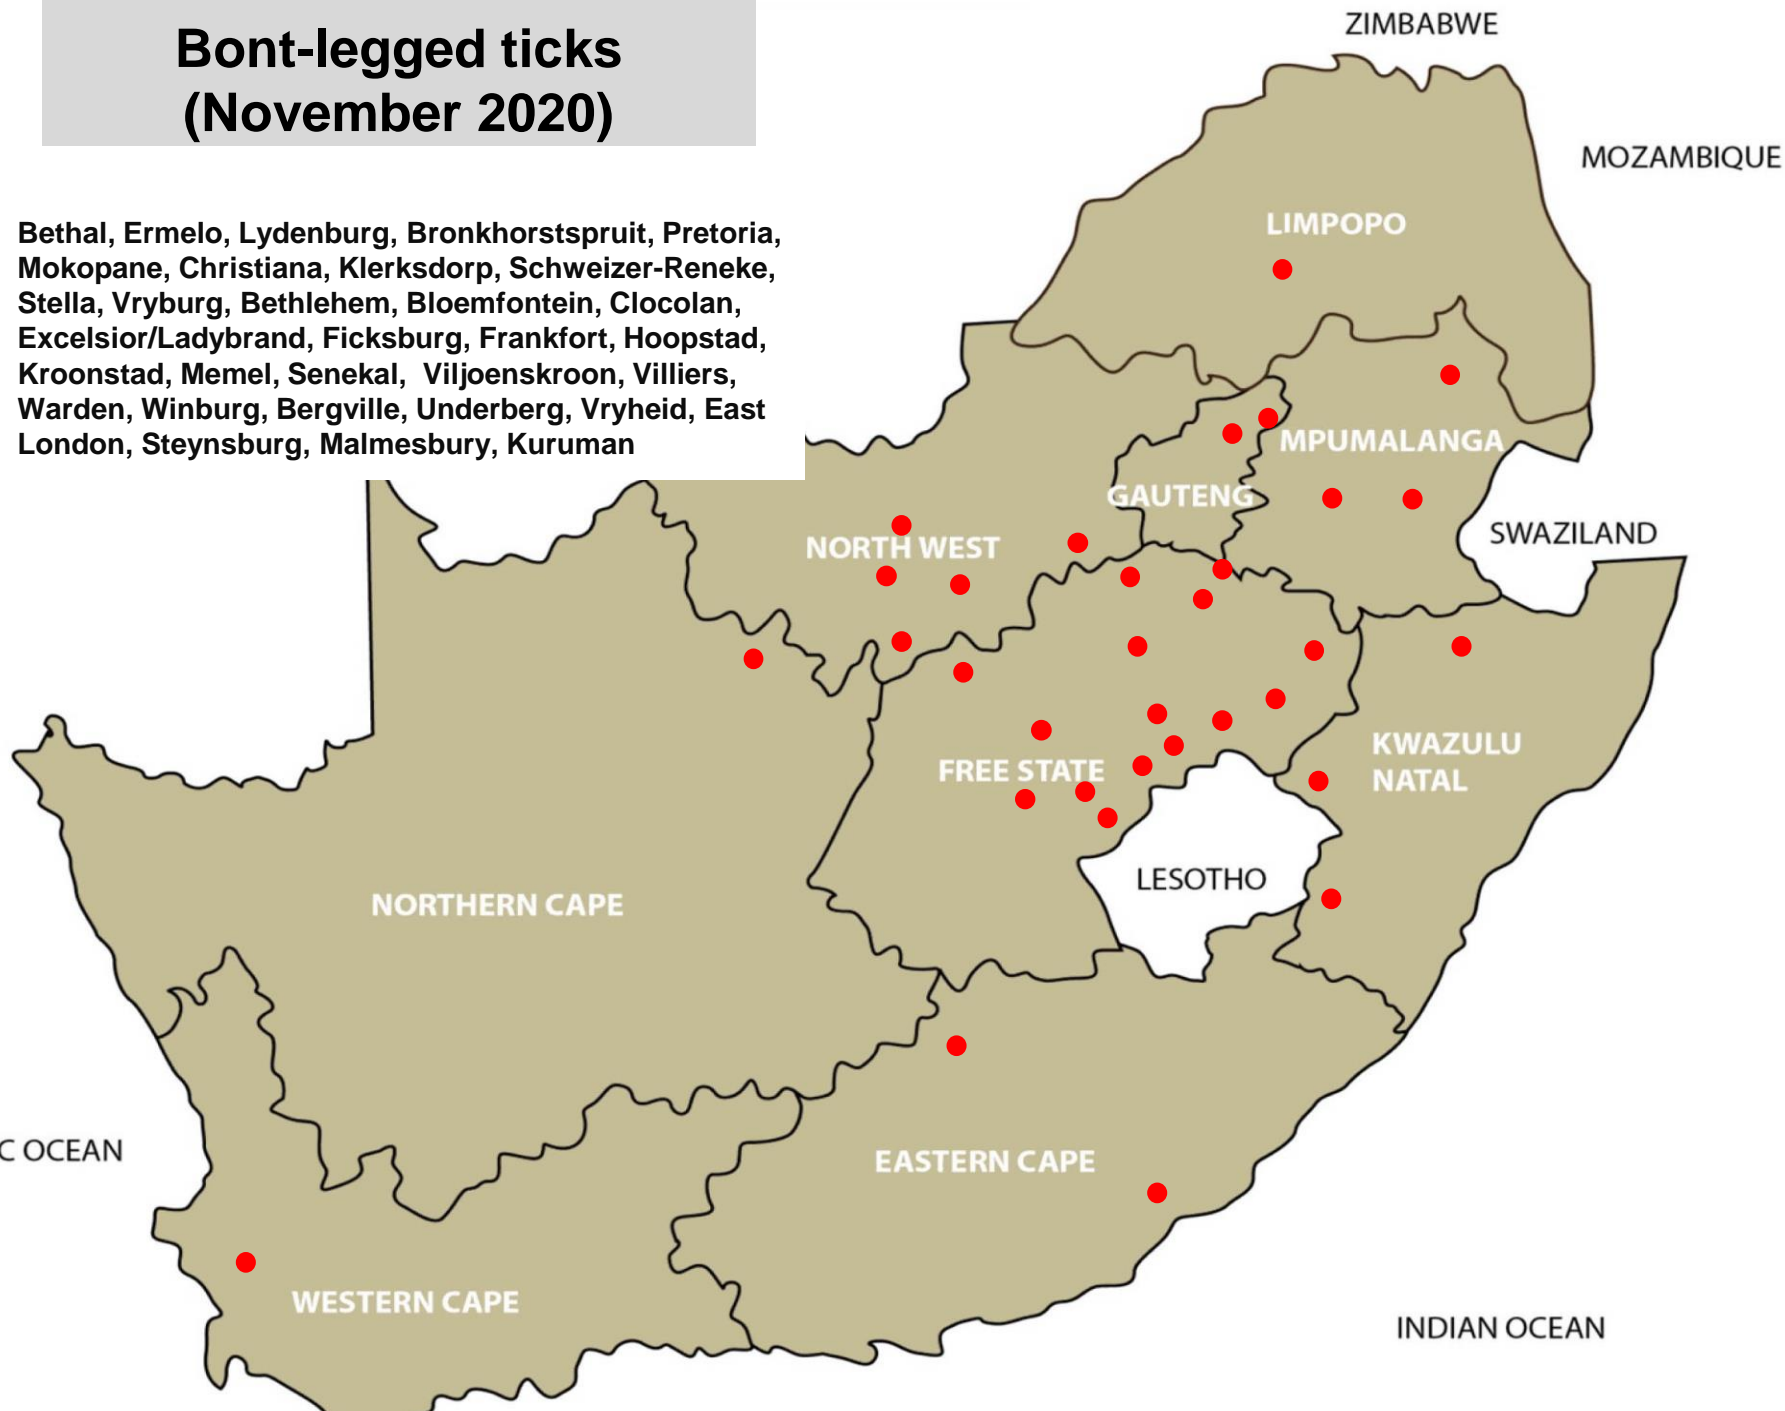 Bont-legged ticks
(November 2020)
Bethal, Ermelo, Lydenburg, Bronkhorstspruit, Pretoria,
Mokopane, Christiana, Klerksdorp, Schweizer-Reneke,
Stella, Vryburg, Bethlehem, Bloemfontein, Clocolan,
Excelsior/Ladybrand, Ficksburg, Frankfort, Hoopstad,
Kroonstad, Memel, Senekal, Viljoenskroon, Villiers,
Warden, Winburg, Bergville, Underberg, Vryheid, East
London, Steynsburg, Malmesbury, Kuruman
ZIMBABWE
MOZAMBIQUE
LIMPOPO
MPUMALANGA
GAUTENG
SWAZILAND
NORTH WEST
KWAZULU
NATAL
FREE STATE
LESOTHO
NORTHERN CAPE
C OCEAN
EASTERN CAPE
WESTERN CAPE
INDIAN OCEAN